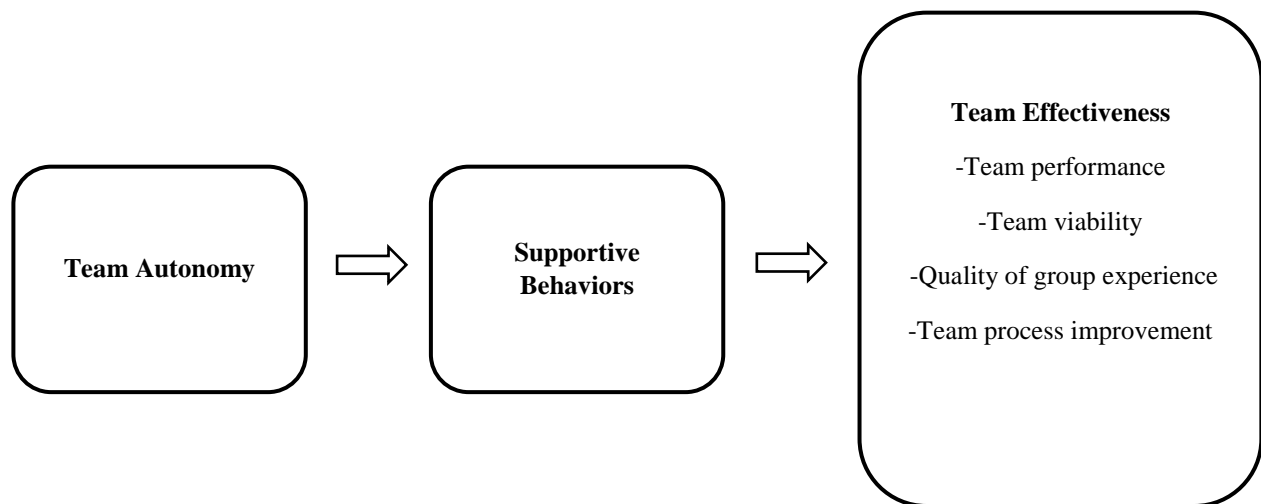 Team Autonomy
Supportive
Behaviors
Team Effectiveness
-Team performance
-Team viability
-Quality of group experience
-Team process improvement